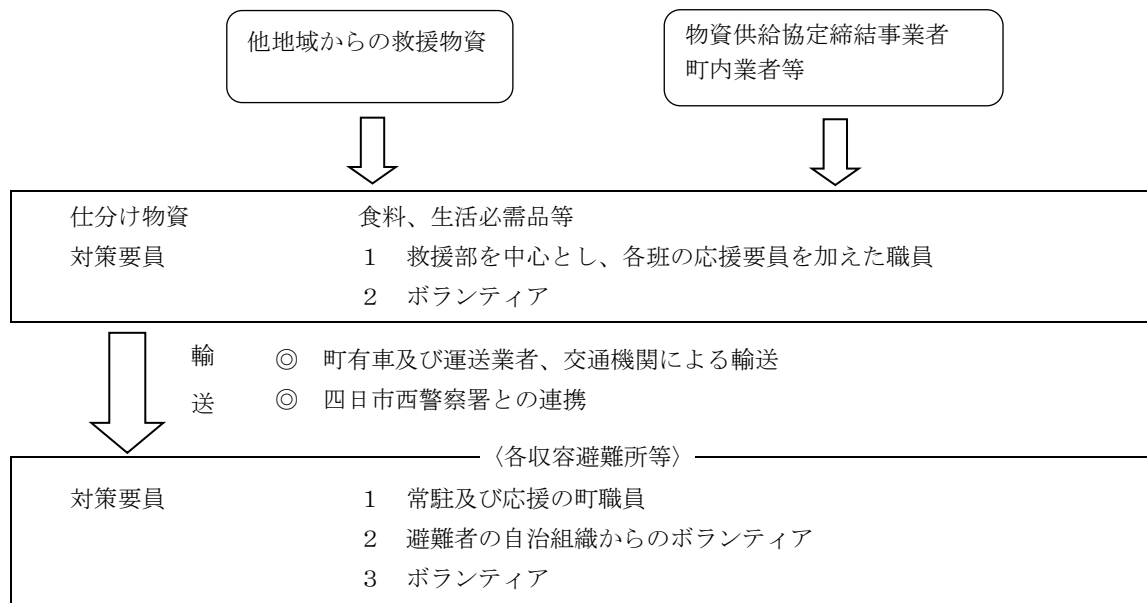 他地域からの救援物資
物資供給協定締結事業者
町内業者等
仕分け物資 食料、生活必需品等
対策要員 1 救援部を中心とし、各班の応援要員を加えた職員
2 ボランティア
輸送
◎ 町有車及び運送業者、交通機関による輸送
◎ 四日市西警察署との連携
〈各収容避難所等〉
対策要員 1 常駐及び応援の町職員
2 避難者の自治組織からのボランティア
3 ボランティア